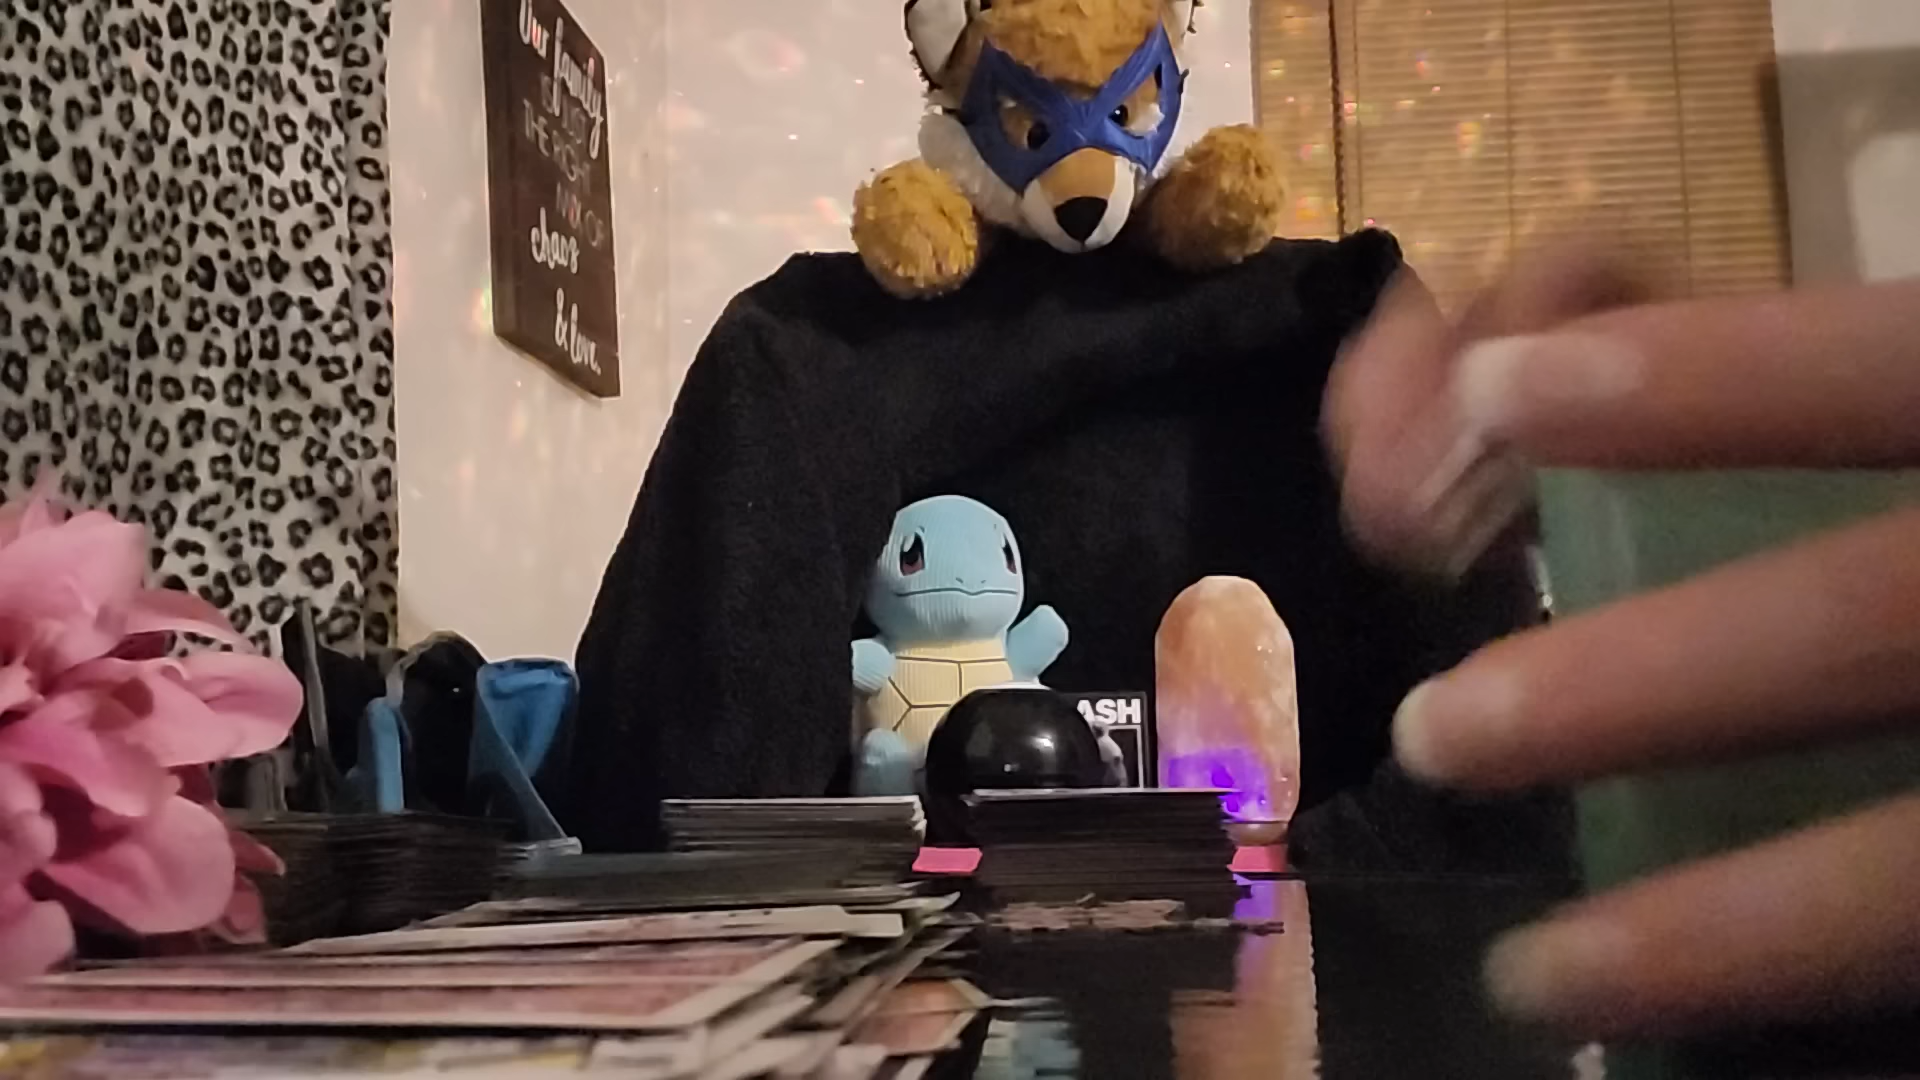 Our family
IS JUST
THE RIGHT
MIX OF
chaos
& love.
ASH